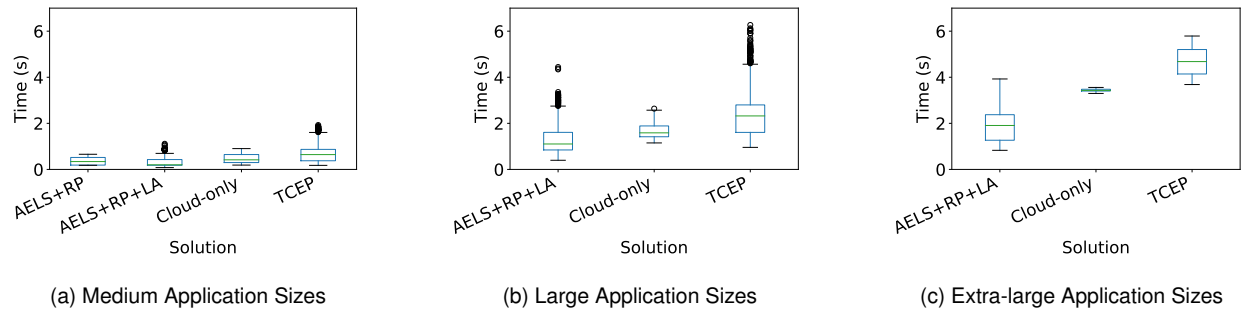 6
4
2
0
Time (s)
AELS+RP
AELS+RP+LA
Cloud-only
TCEP
Solution
(a) Medium Application Sizes
6
4
2
0
Time (s)
AELS+RP+LA
Cloud-only
TCEP
Solution
(b) Large Application Sizes
6
4
2
0
Time (s)
AELS+RP+LA
Cloud-only
TCEP
Solution
(c) Extra-large Application Sizes